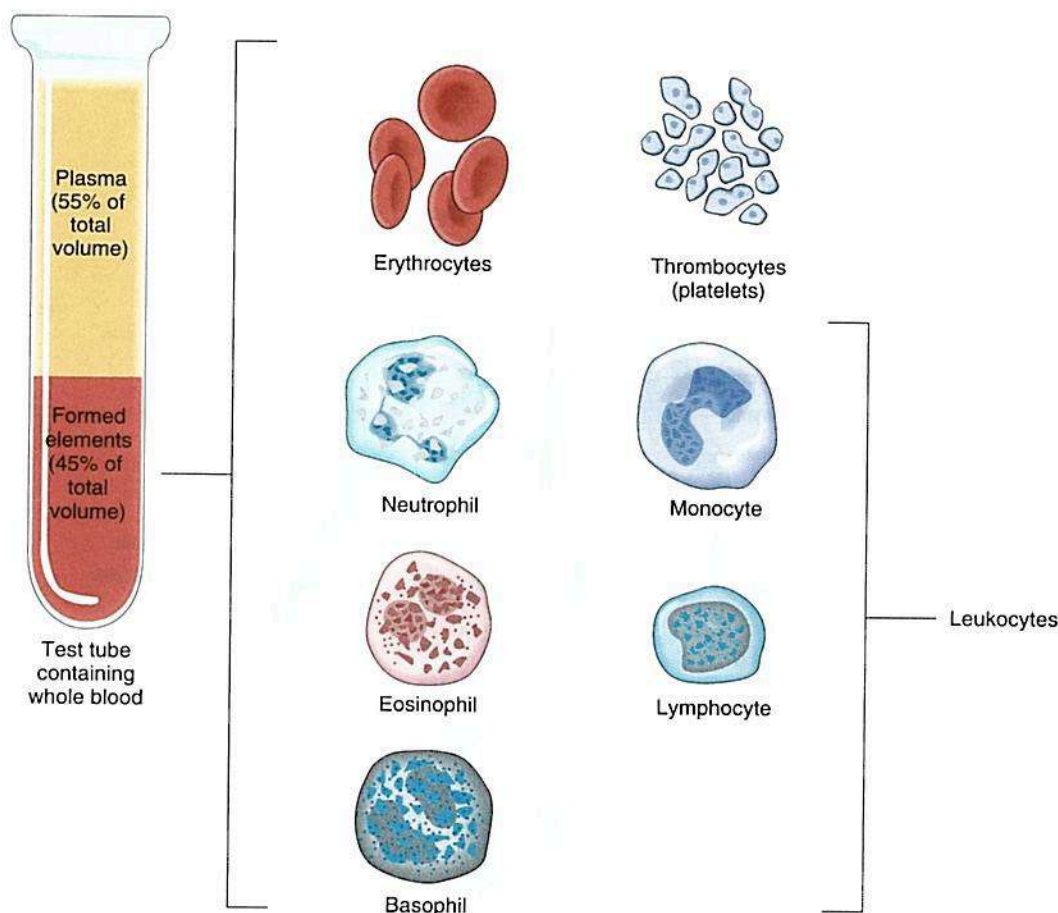 Plasma
(55% of
total
volume)
Formed
elements
(45% of
total
volume)
Test tube
containing
whole blood
Erythrocytes
Thrombocytes
(platelets)
Neutrophil
Monocyte
Eosinophil
Lymphocyte
Basophil
Leukocytes